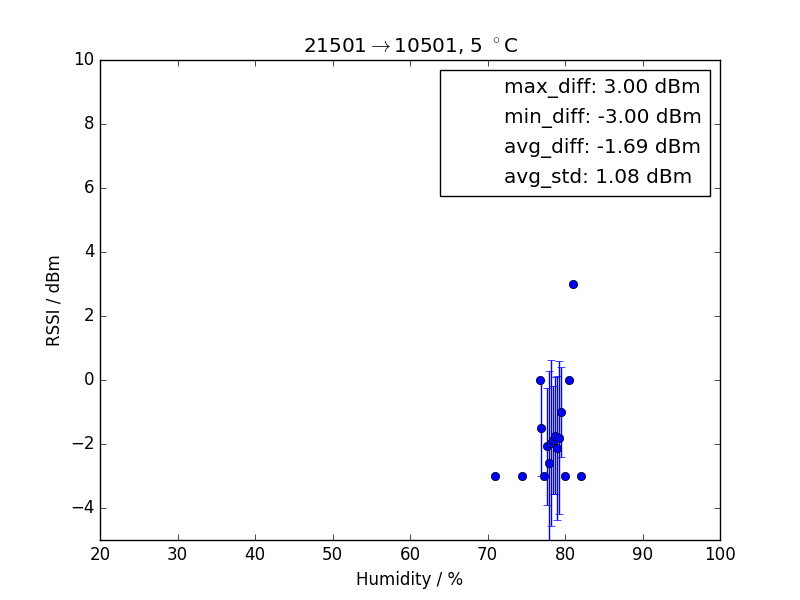 21501→10501, 5 °C
max_diff: 3.00 dBm
min_diff: -3.00 dBm
avg_diff: -1.69 dBm
avg_std: 1.08 dBm
10
8
6
4
2
0
−2
−4
RSSI / dBm
20 30 40 50 60 70 80 90 100
Humidity / %